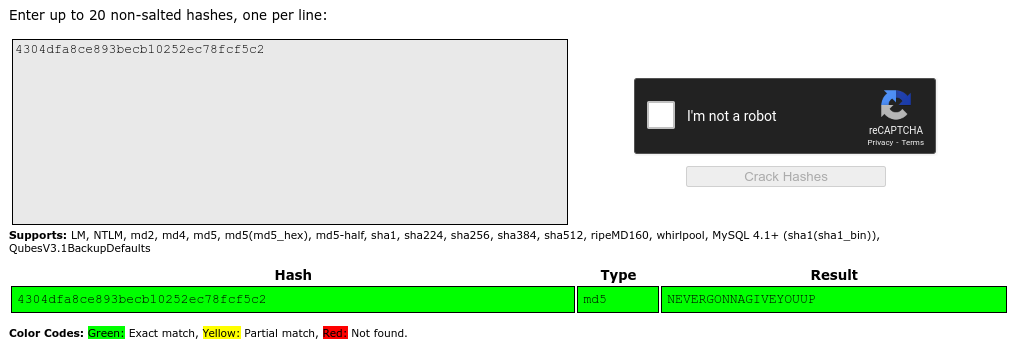 Enter up to 20 non-salted hashes, one per line:
4304dfa8ce893becb10252ec78fcf5c2
I'm not a robot
reCAPTCHA
Privacy - Terms
Crack Hashes
Supports: LM, NTLM, md2, md4, md5, md5(md5_hex), md5-half, sha1, sha224, sha256, sha384, sha512, ripeMD160, whirlpool, MySQL 4.1+ (sha1(sha1_bin)),
QubesV3.1BackupDefaults
Hash Type Result
4304dfa8ce893becb10252ec78fcf5c2 md5 NEVERGONNAGIVEYOUUP
Color Codes: Green: Exact match, Yellow: Partial match, Red: Not found.